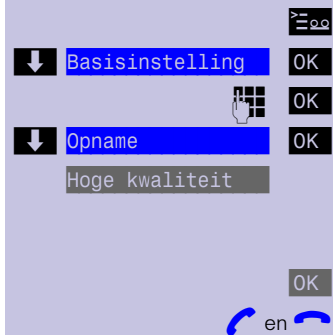 Basisinstelling OK
OK
Opname OK
Hoge kwaliteit
OK
en